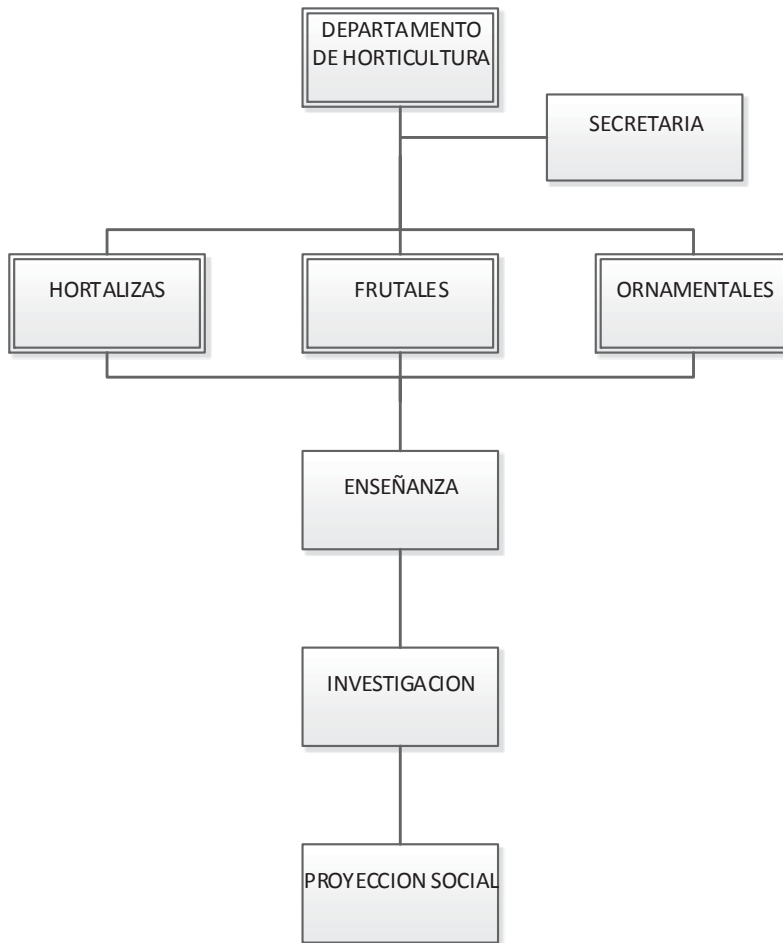 DEPARTAMENTO
DE HORTICULTURA
SECRETARIA
HORTALIZAS
FRUTALES
ORNAMENTALES
ENSEÑANZA
INVESTIGACION
PROYECCION SOCIAL